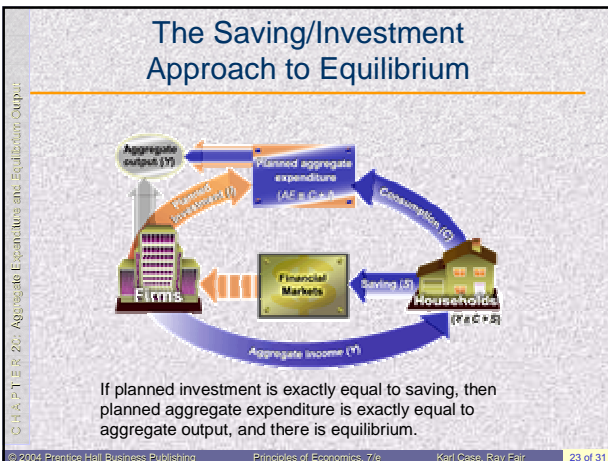 The Saving/Investment
Approach to Equilibrium
CHAPTER 20: Aggregate Expenditure and Equilibrium Output
Aggregate
output (Y)
Planned aggregate
expenditure
(AE ≡ C + I)
Planned
investment (I)
Consumption (C)
Firms
Financial
Markets
Saving (S)
Households
(Y ≡ C + S)
Aggregate income (Y)
If planned investment is exactly equal to saving, then
planned aggregate expenditure is exactly equal to
aggregate output, and there is equilibrium.
© 2004 Prentice Hall Business Publishing Principles of Economics, 7/e Karl Case, Ray Fair 23 of 31